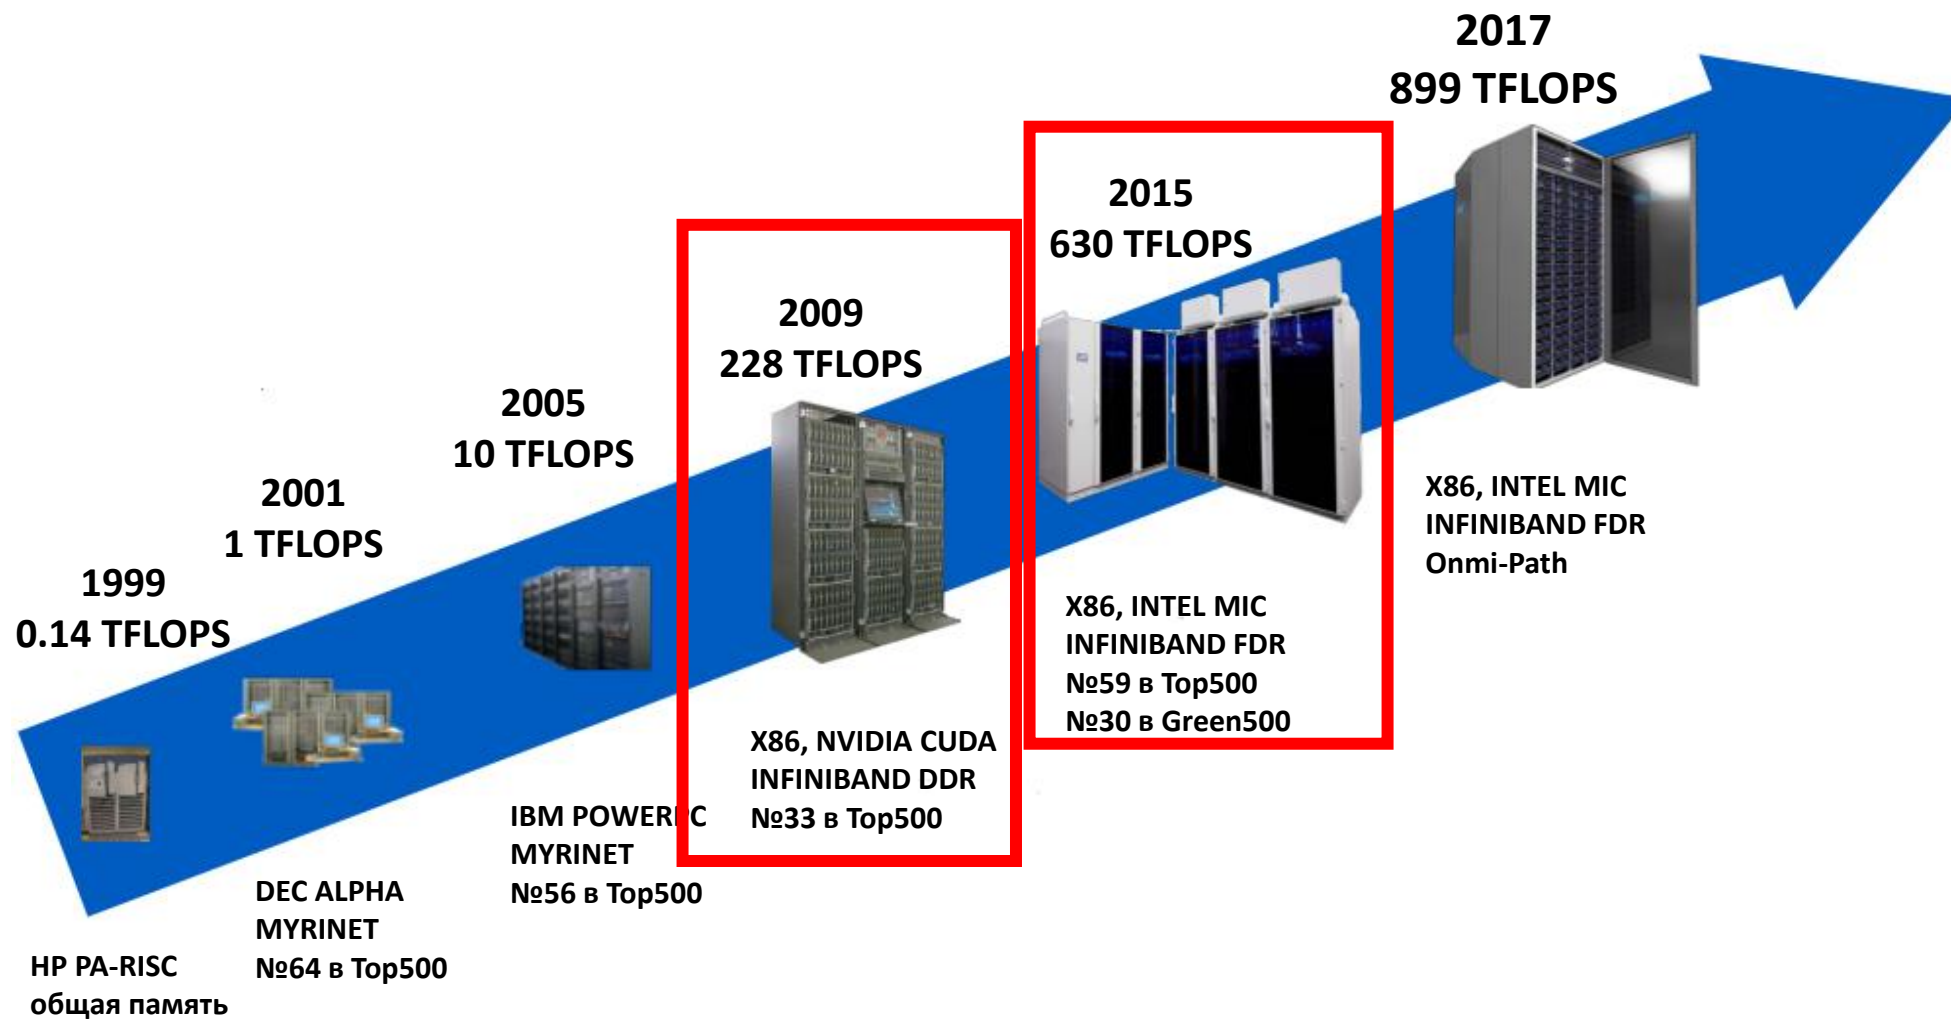 1999
0.14 TFLOPS
HP PA-RISC
общая память
2001
1 TFLOPS
DEC ALPHA
MYRINET
№64 в Top500
2005
10 TFLOPS
IBM POWERPC
MYRINET
№56 в Top500
2009
228 TFLOPS
X86, NVIDIA CUDA
INFINIBAND DDR
№33 в Top500
2015
630 TFLOPS
X86, INTEL MIC
INFINIBAND FDR
№59 в Top500
№30 в Green500
2017
899 TFLOPS
X86, INTEL MIC
INFINIBAND FDR
Onmi-Path